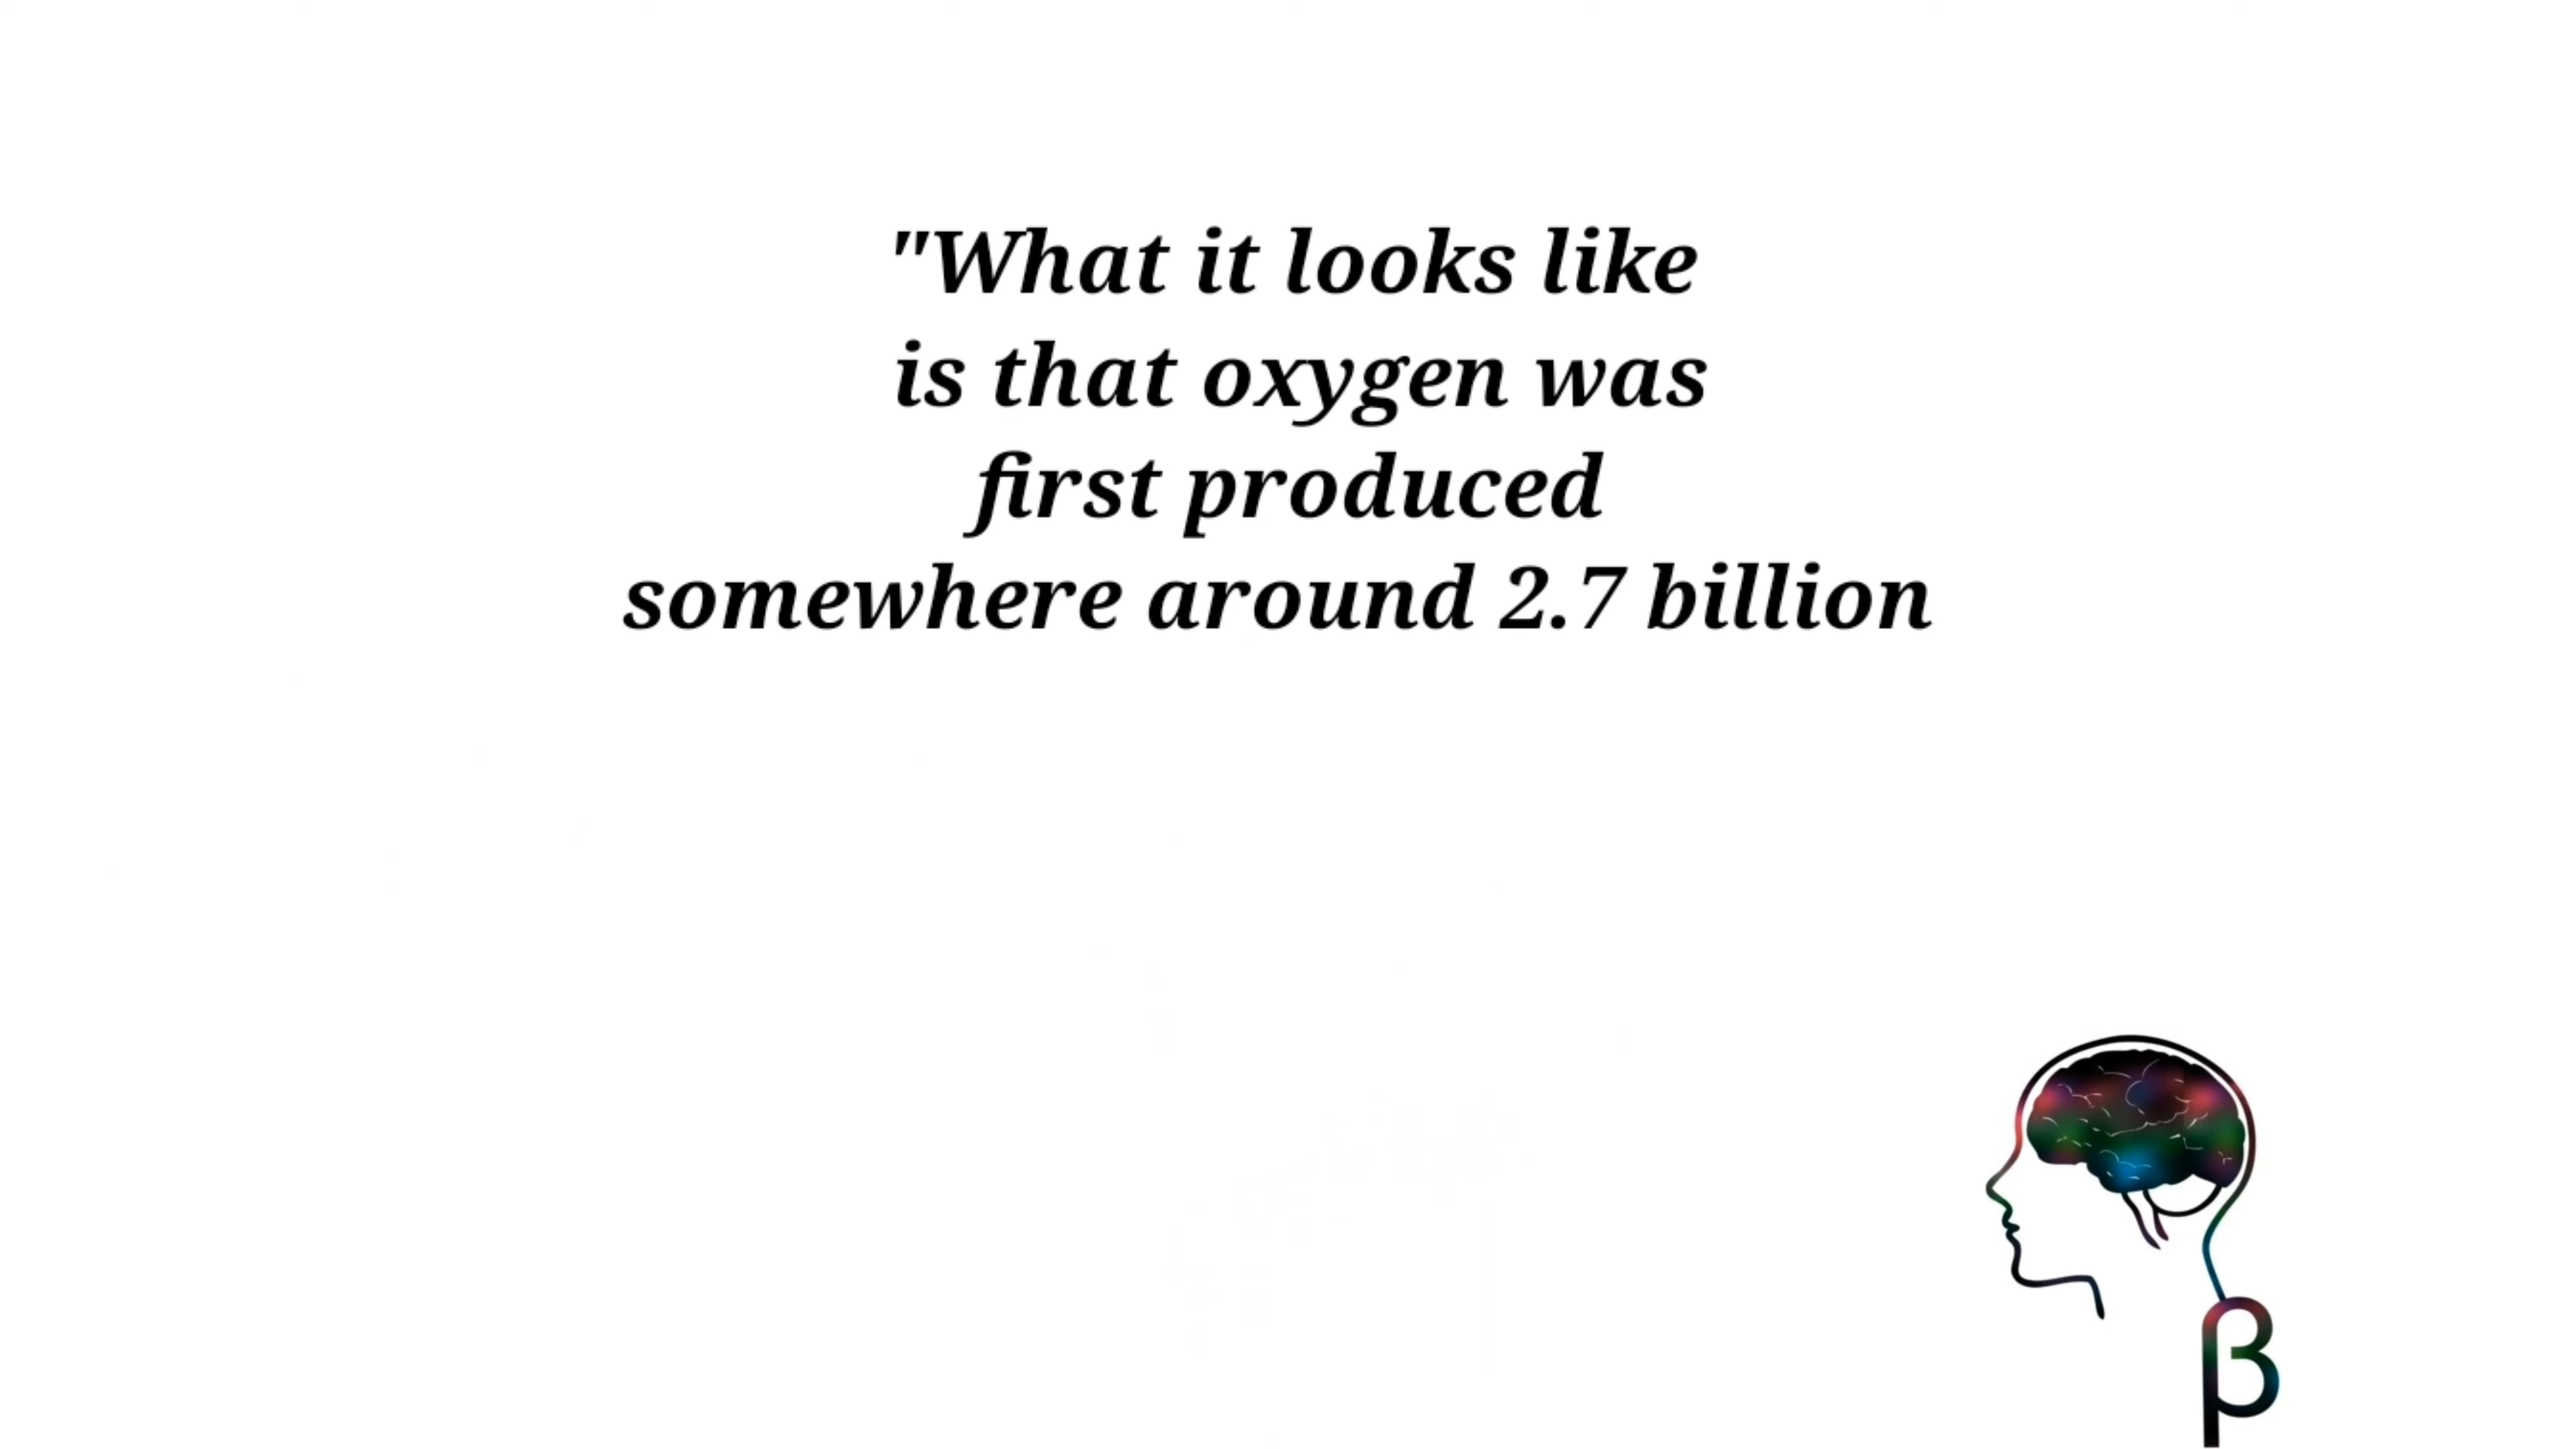 "What it looks like
is that oxygen was
first produced
somewhere around 2.7 billion
β